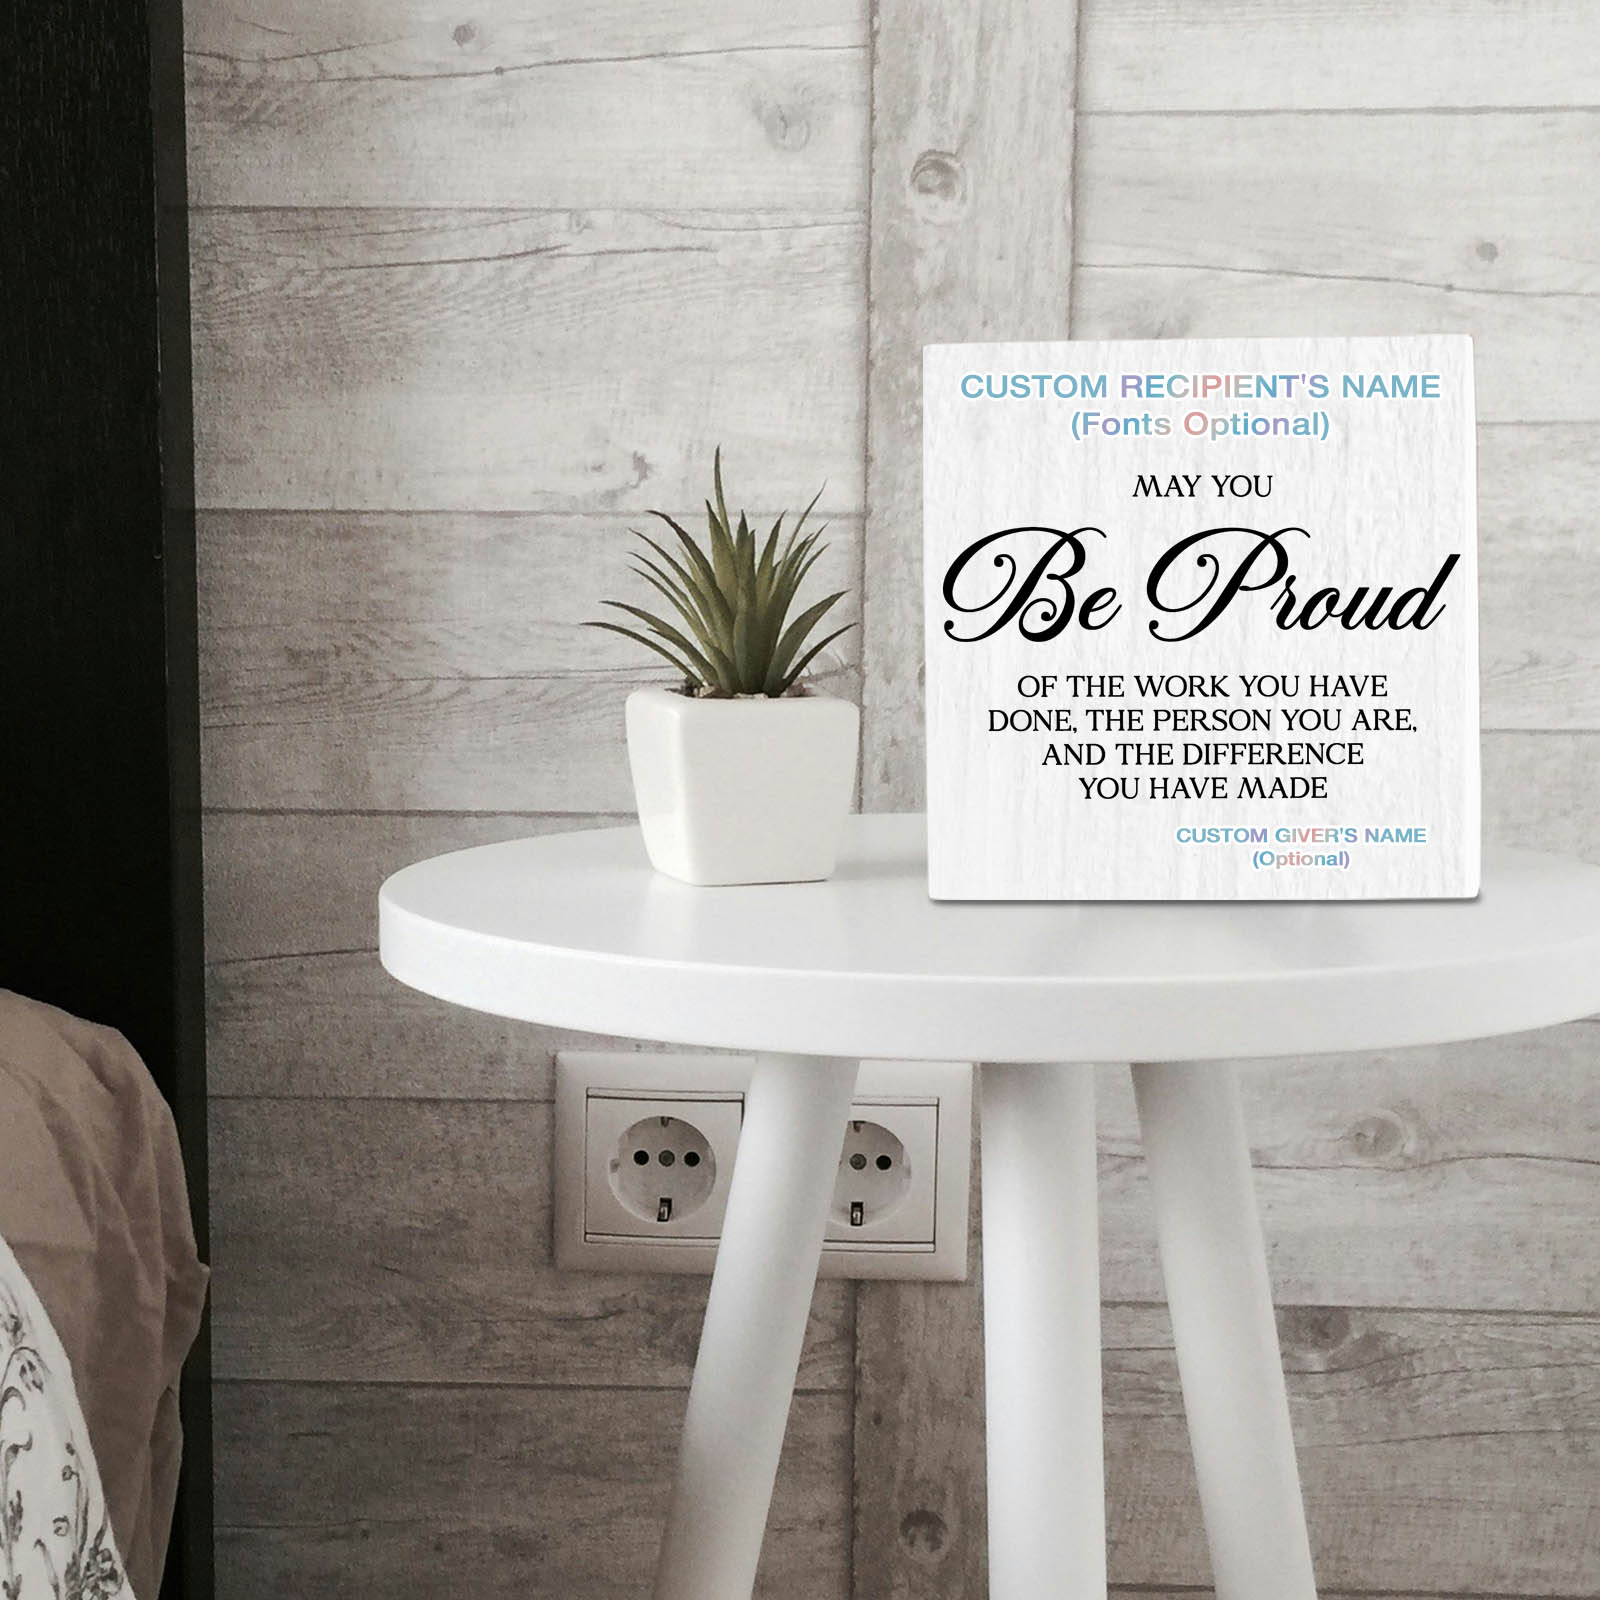 CUSTOM RECIPIENT'S NAME
(Fonts Optional)
MAY YOU
Be Proud
OF THE WORK YOU HAVE
DONE, THE PERSON YOU ARE,
AND THE DIFFERENCE
YOU HAVE MADE
CUSTOM GIVER'S NAME
(Optional)